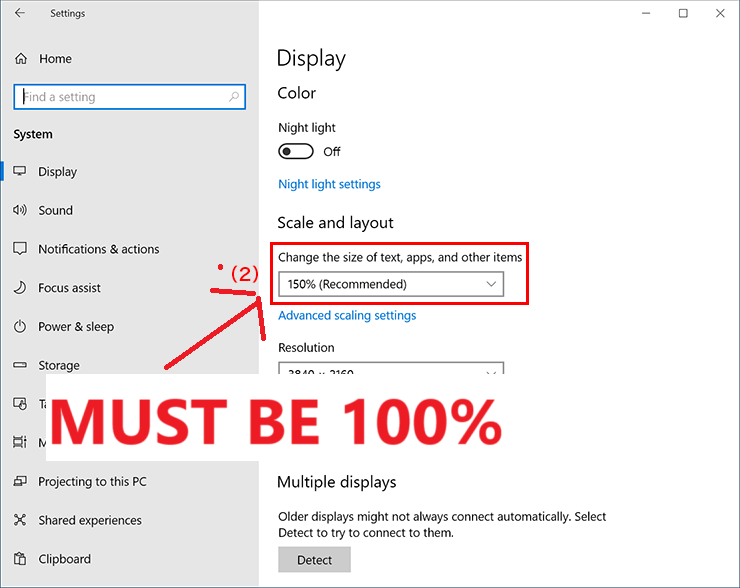 Settings
Home
Find a setting
System
Display
Sound
Notifications & actions
Focus assist
Power & sleep
Storage
Projecting to this PC
Shared experiences
Clipboard
Display
Color
Night light
Off
Night light settings
Scale and layout
Change the size of text, apps, and other items
(2)
150% (Recommended)
Advanced scaling settings
Resolution
3840 × 2160
MUST BE 100%
Multiple displays
Older displays might not always connect automatically. Select
Detect to try to connect to them.
Detect